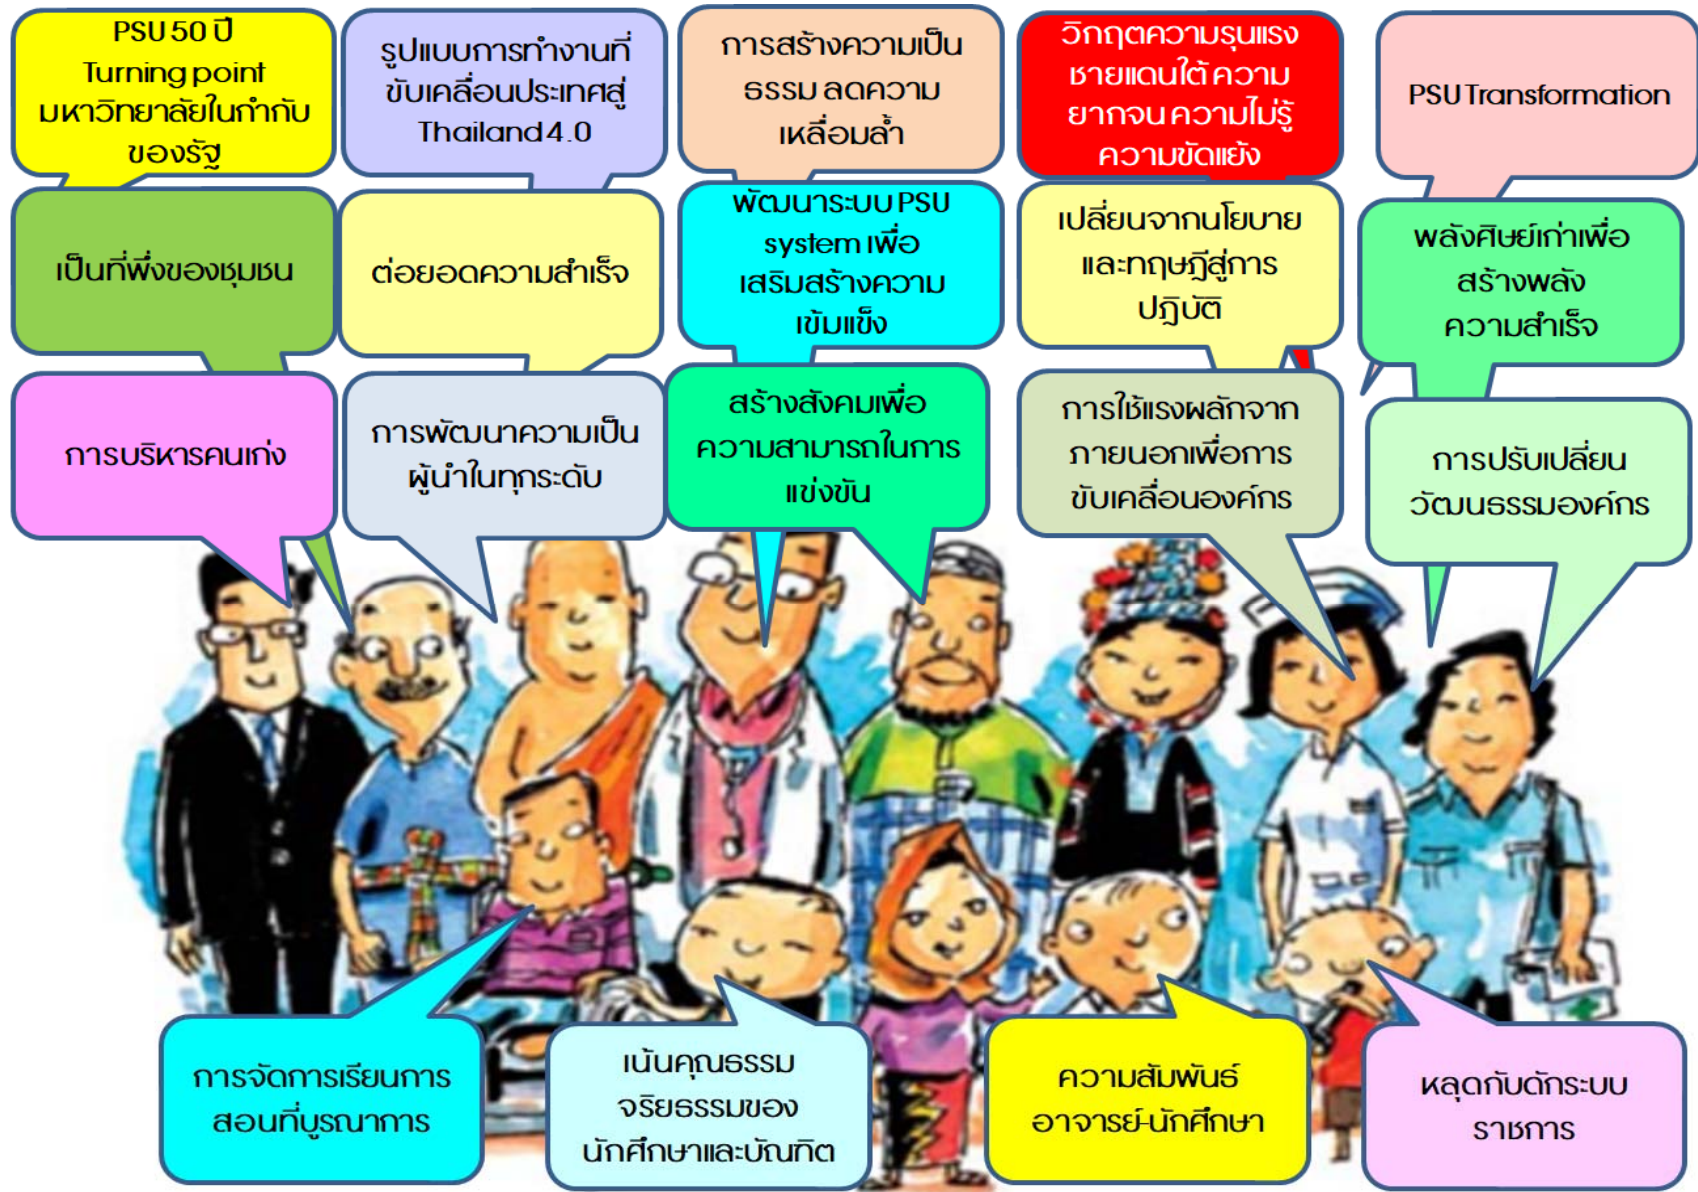 PSU 50 ปี
Turning point
มหาวิทยาลัยในกำกับ
ของรัฐ
รูปแบบการทำงานที่
ขับเคลื่อนประเทศสู่
Thailand 4.0
การสร้างความเป็น
ธรรม ลดความ
เหลื่อมล้ำ
วิกฤตความรุนแรง
ชายแดนใต้ ความ
ยากจน ความไม่รู้
ความขัดแย้ง
PSU Transformation
เป็นที่พึ่งของชุมชน
ต่อยอดความสำเร็จ
พัฒนาระบบ PSU
system เพื่อ
เสริมสร้างความ
เข้มแข็ง
เปลี่ยนจากนโยบาย
และทฤษฎีสู่การ
ปฏิบัติ
พลังศิษย์เก่าเพื่อ
สร้างพลัง
ความสำเร็จ
การบริหารคนเก่ง
การพัฒนาความเป็น
ผู้นำในทุกระดับ
สร้างสังคมเพื่อ
ความสามารถในการ
แข่งขัน
การใช้แรงผลักจาก
ภายนอกเพื่อการ
ขับเคลื่อนองค์กร
การปรับเปลี่ยน
วัฒนธรรมองค์กร
การจัดการเรียนการ
สอนที่บูรณาการ
เน้นคุณธรรม
จริยธรรมของ
นักศึกษาและบัณฑิต
ความสัมพันธ์
อาจารย์-นักศึกษา
หลุดกับดักระบบ
ราชการ